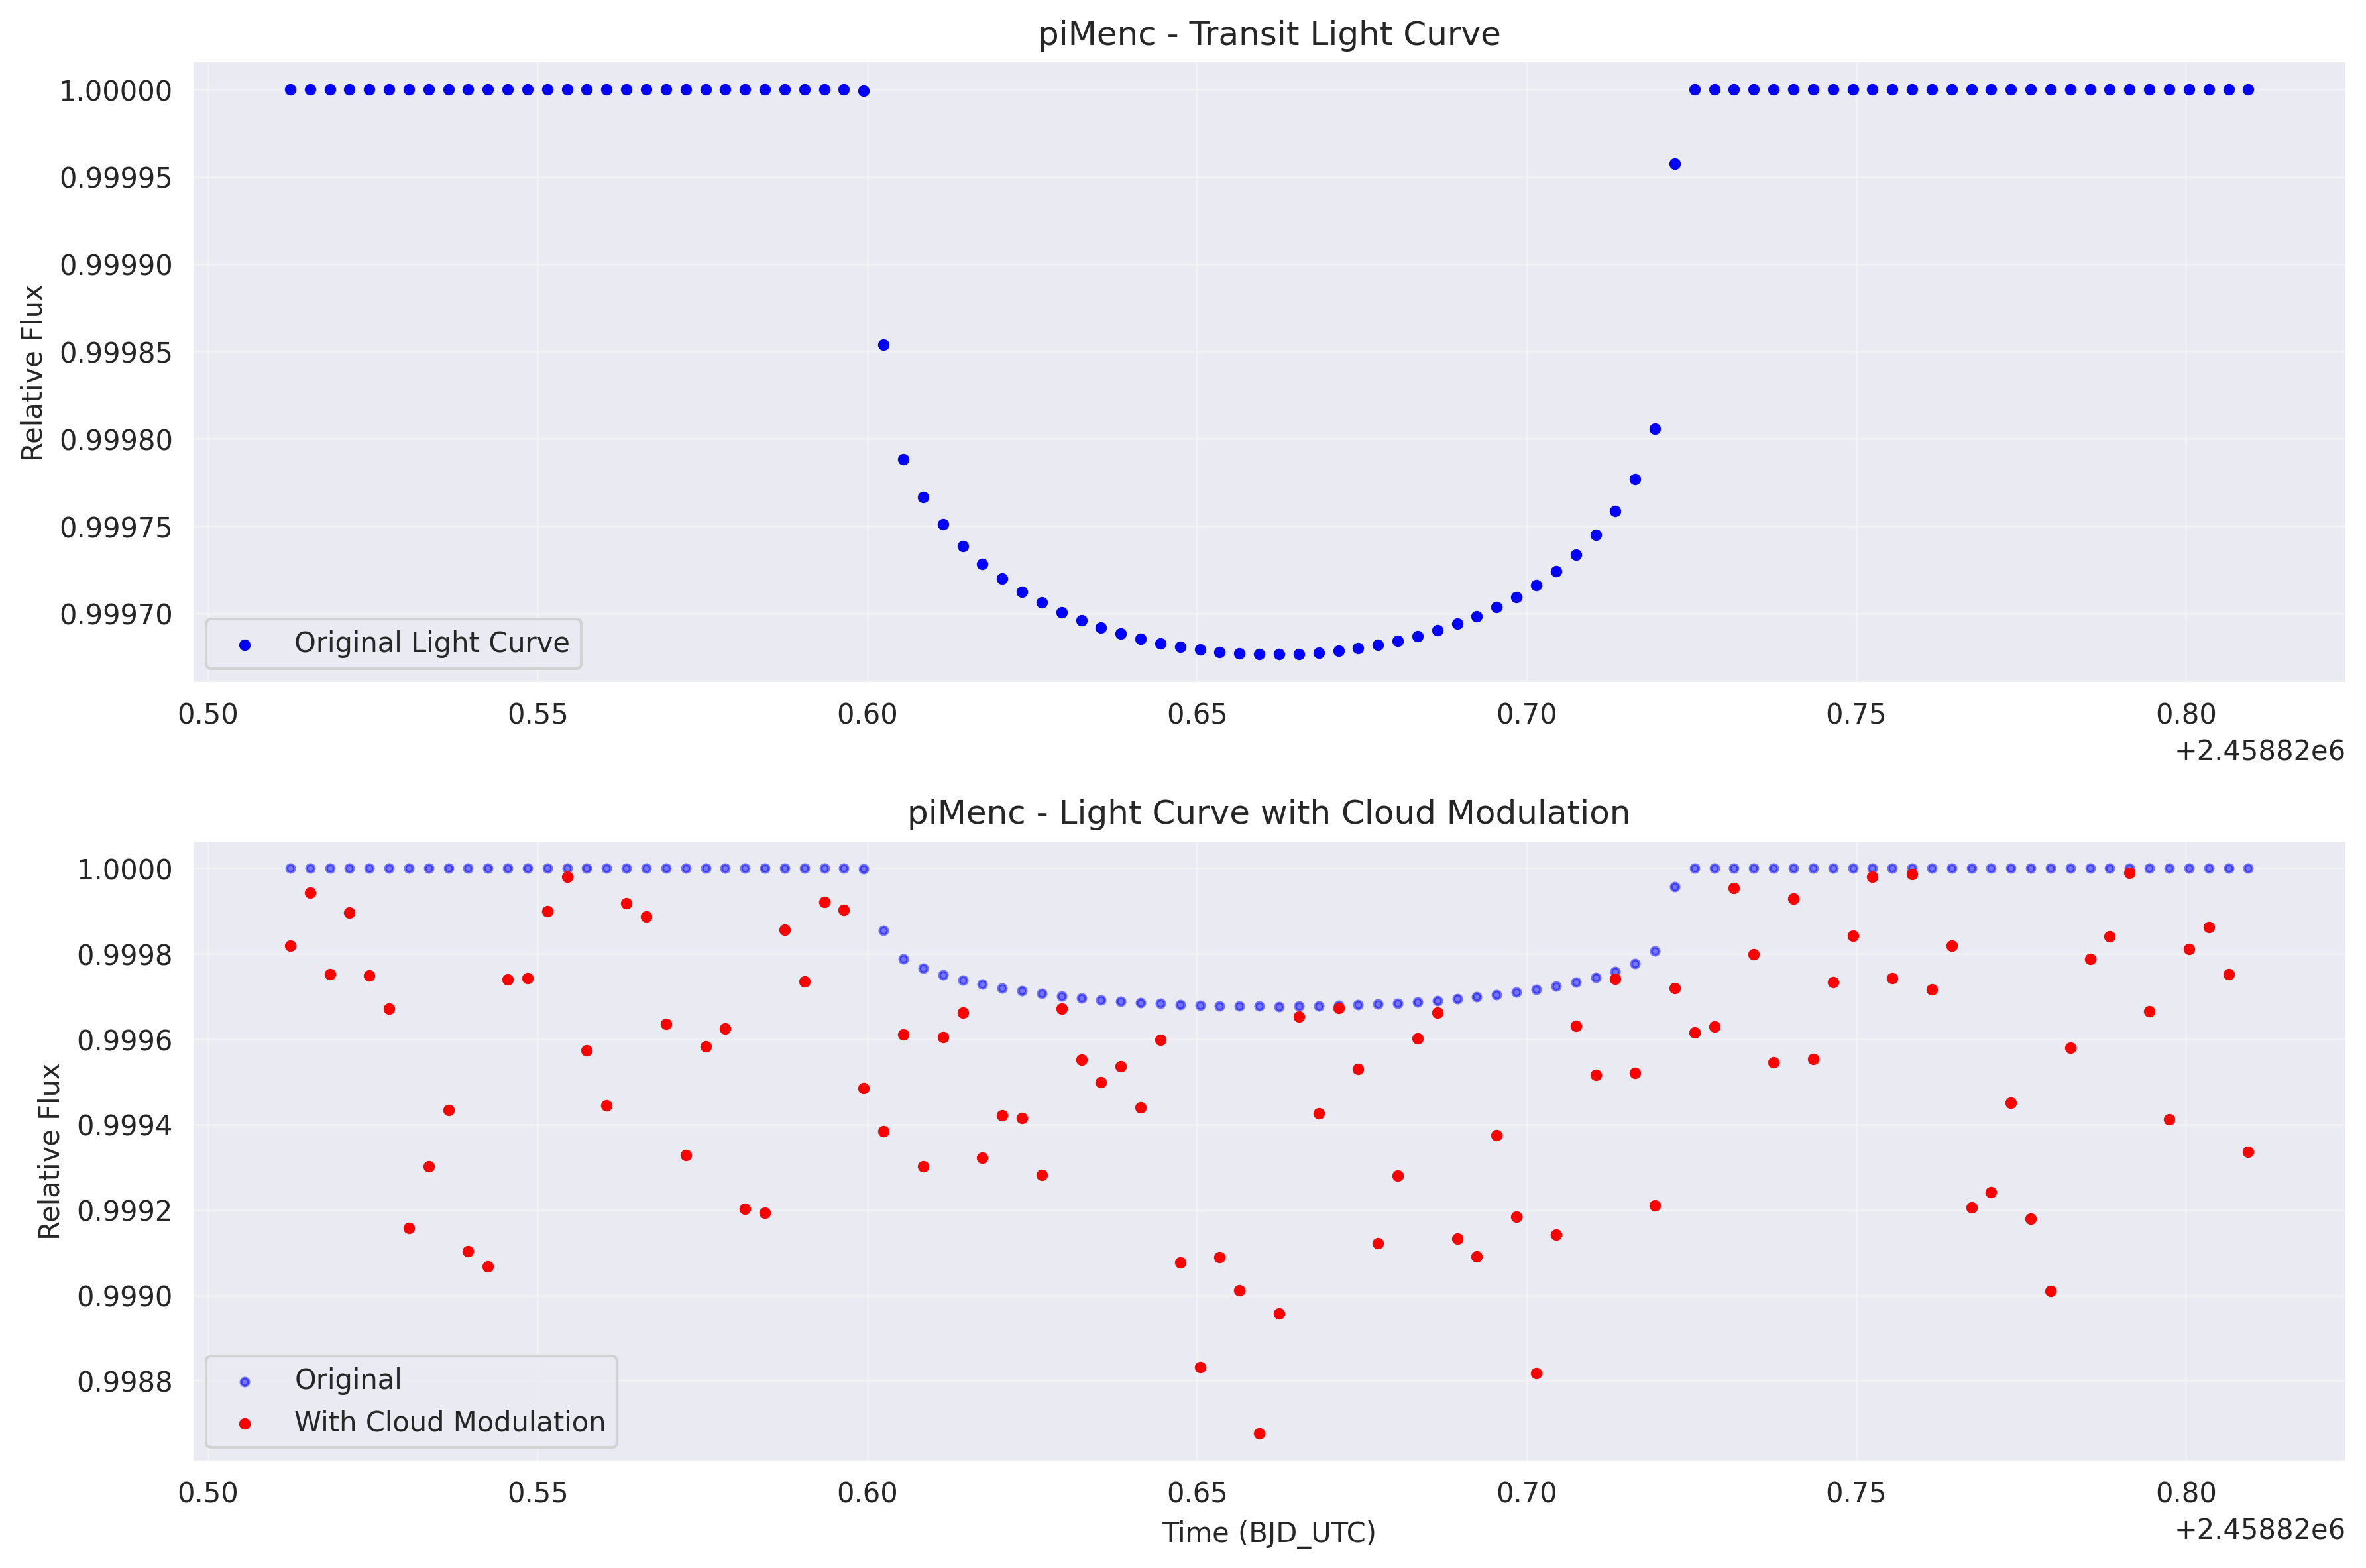 piMenc - Transit Light Curve
Relative Flux
1.00000
0.99995
0.99990
0.99985
0.99980
0.99975
0.99970
Original Light Curve
0.50 0.55 0.60 0.65 0.70 0.75 0.80
+2.45882e6
piMenc - Light Curve with Cloud Modulation
Relative Flux
1.0000
0.9998
0.9996
0.9994
0.9992
0.9990
0.9988
Original
With Cloud Modulation
0.50 0.55 0.60 0.65 0.70 0.75 0.80
Time (BJD_UTC)
+2.45882e6